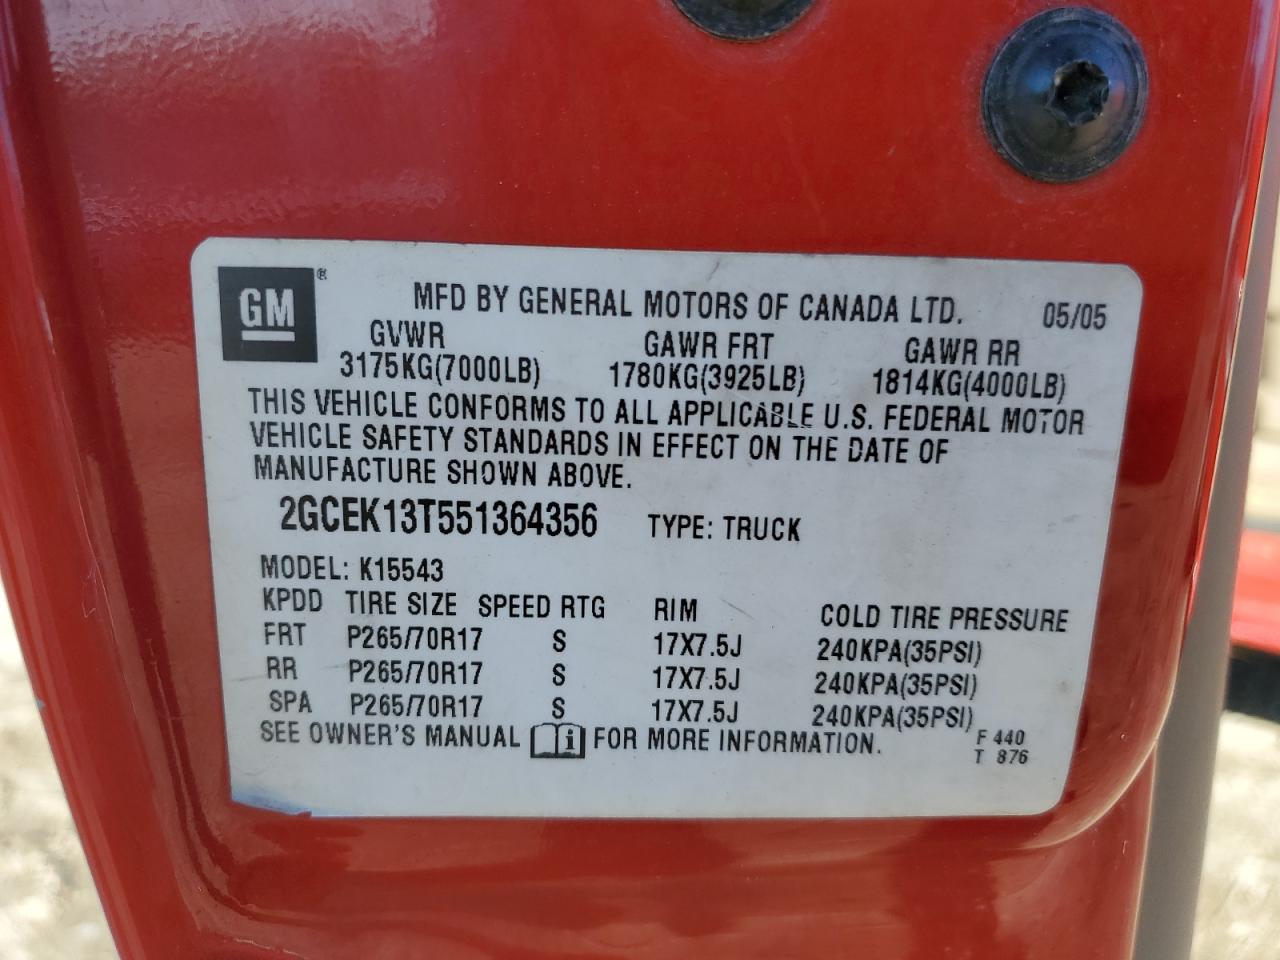 GM ®
MFD BY GENERAL MOTORS OF CANADA LTD. 05/05
GVWR GAWR FRT GAWR RR
3175KG(7000LB) 1780KG(3925LB) 1814KG(4000LB)
THIS VEHICLE CONFORMS TO ALL APPLICABLE U.S. FEDERAL MOTOR
VEHICLE SAFETY STANDARDS IN EFFECT ON THE DATE OF
MANUFACTURE SHOWN ABOVE.
2GCEK13T551364356 TYPE: TRUCK
MODEL: K15543
KPDD TIRE SIZE SPEED RTG RIM COLD TIRE PRESSURE
FRT P265/70R17 S 17X7.5J 240KPA(35PSI)
RR P265/70R17 S 17X7.5J 240KPA(35PSI)
SPA P265/70R17 S 17X7.5J 240KPA(35PSI)
SEE OWNER'S MANUAL i FOR MORE INFORMATION. F 440
T 876